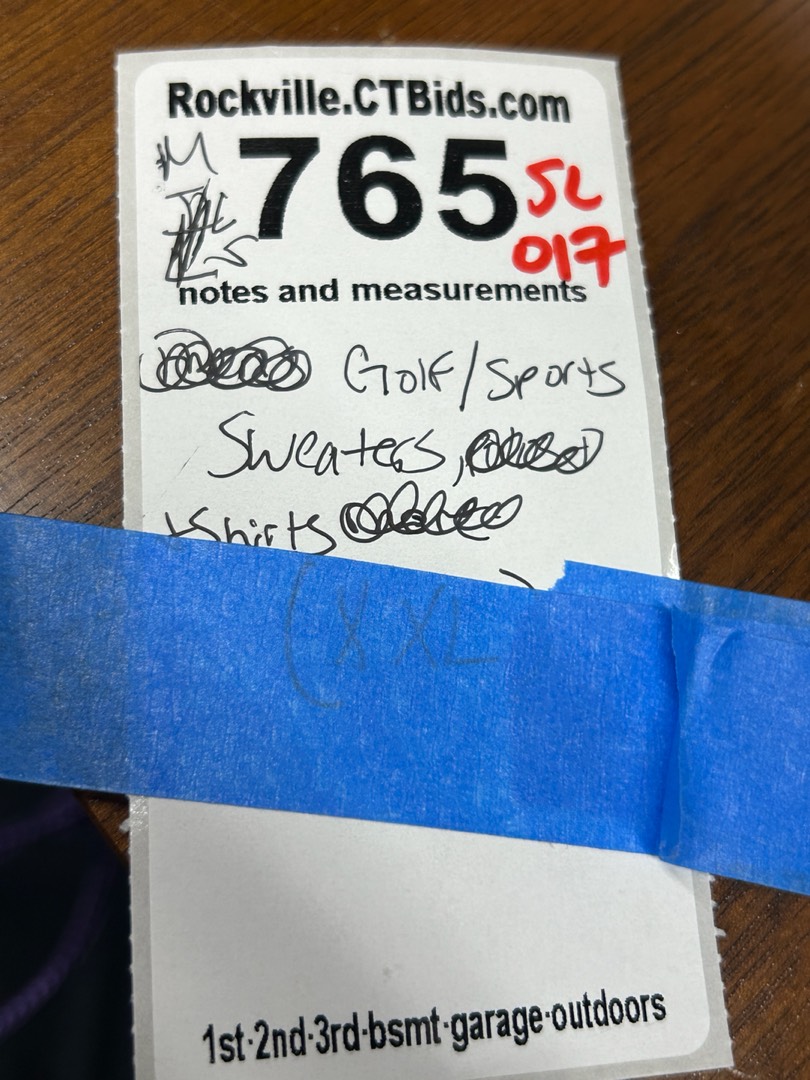 Rockville.CTBids.com
M
765
SL
017
S
notes and measurements
Golf/Sports
Sweaters,
tshirts
(XXL)
1st·2nd·3rd·bsmt·garage·outdoors